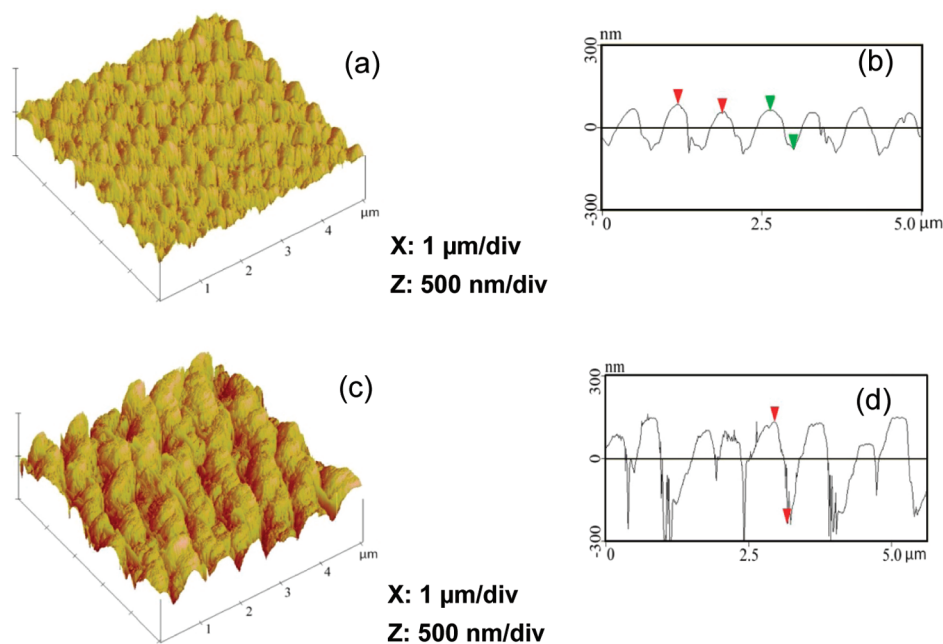 (a)
1
2
3
4
µm
X: 1 µm/div
Z: 500 nm/div
nm
(b)
300
0
-300
0
2.5
5.0 µm
(c)
1
2
3
4
µm
X: 1 µm/div
Z: 500 nm/div
nm
(d)
300
0
-300
0
2.5
5.0 µm